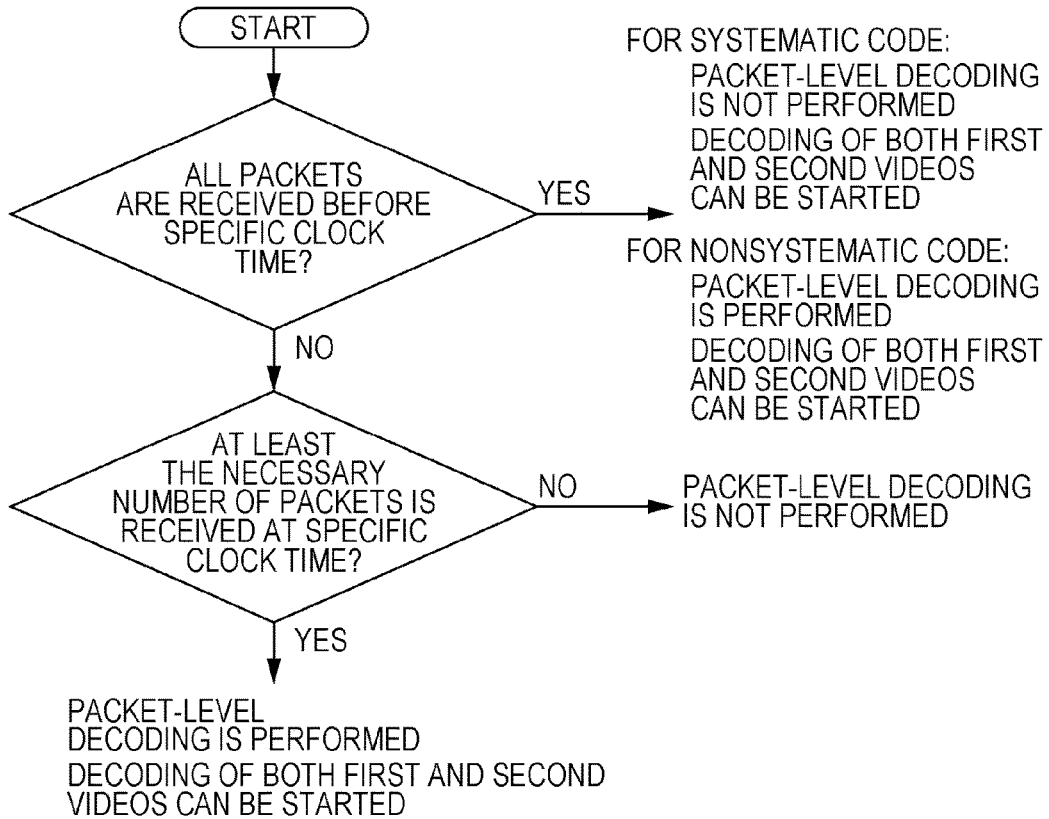 START
ALL PACKETS
ARE RECEIVED BEFORE
SPECIFIC CLOCK
TIME?
YES
FOR SYSTEMATIC CODE:
PACKET-LEVEL DECODING
IS NOT PERFORMED
DECODING OF BOTH FIRST
AND SECOND VIDEOS
CAN BE STARTED
FOR NONSYSTEMATIC CODE:
PACKET-LEVEL DECODING
IS PERFORMED
DECODING OF BOTH FIRST
AND SECOND VIDEOS
CAN BE STARTED
NO
AT LEAST
THE NECESSARY
NUMBER OF PACKETS IS
RECEIVED AT SPECIFIC
CLOCK TIME?
NO
PACKET-LEVEL DECODING
IS NOT PERFORMED
YES
PACKET-LEVEL
DECODING IS PERFORMED
DECODING OF BOTH FIRST AND SECOND
VIDEOS CAN BE STARTED